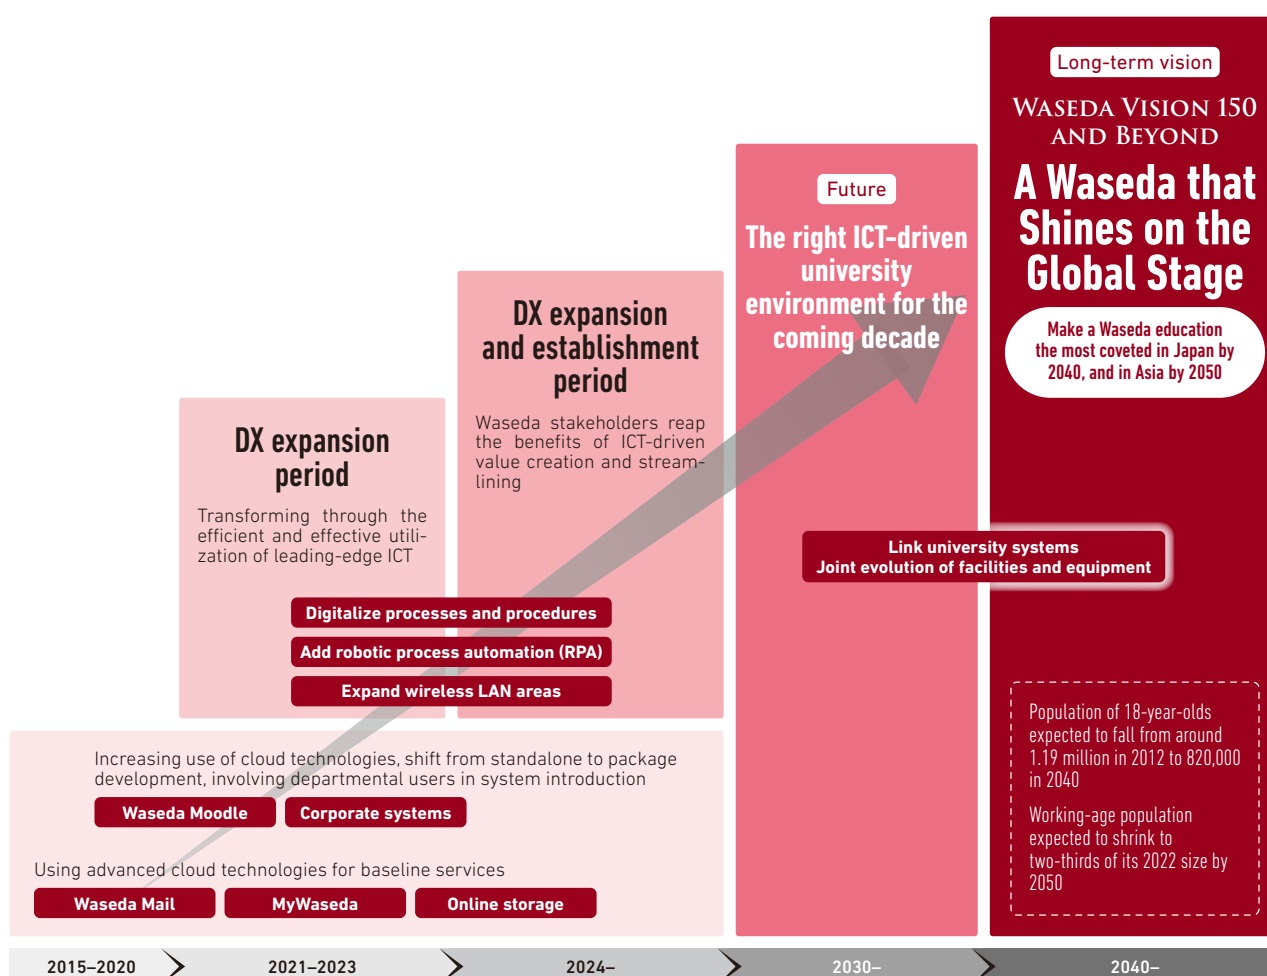 Long-term vision
WASEDA VISION 150
AND BEYOND
A Waseda that
Shines on the
Global Stage
Make a Waseda education
the most coveted in Japan by
2040, and in Asia by 2050
Future
The right ICT-driven
university
environment for the
coming decade
DX expansion
and establishment
period
Waseda stakeholders reap
the benefits of ICT-driven
value creation and stream-
lining
DX expansion
period
Transforming through the
efficient and effective utili-
zation of leading-edge ICT
Link university systems
Joint evolution of facilities and equipment
Digitalize processes and procedures
Add robotic process automation (RPA)
Expand wireless LAN areas
Population of 18-year-olds
expected to fall from around
1.19 million in 2012 to 820,000
in 2040
Working-age population
expected to shrink to
two-thirds of its 2022 size by
2050
Increasing use of cloud technologies, shift from standalone to package
development, involving departmental users in system introduction
Waseda Moodle
Corporate systems
Using advanced cloud technologies for baseline services
Waseda Mail
MyWaseda
Online storage
2015–2020
2021–2023
2024–
2030–
2040–